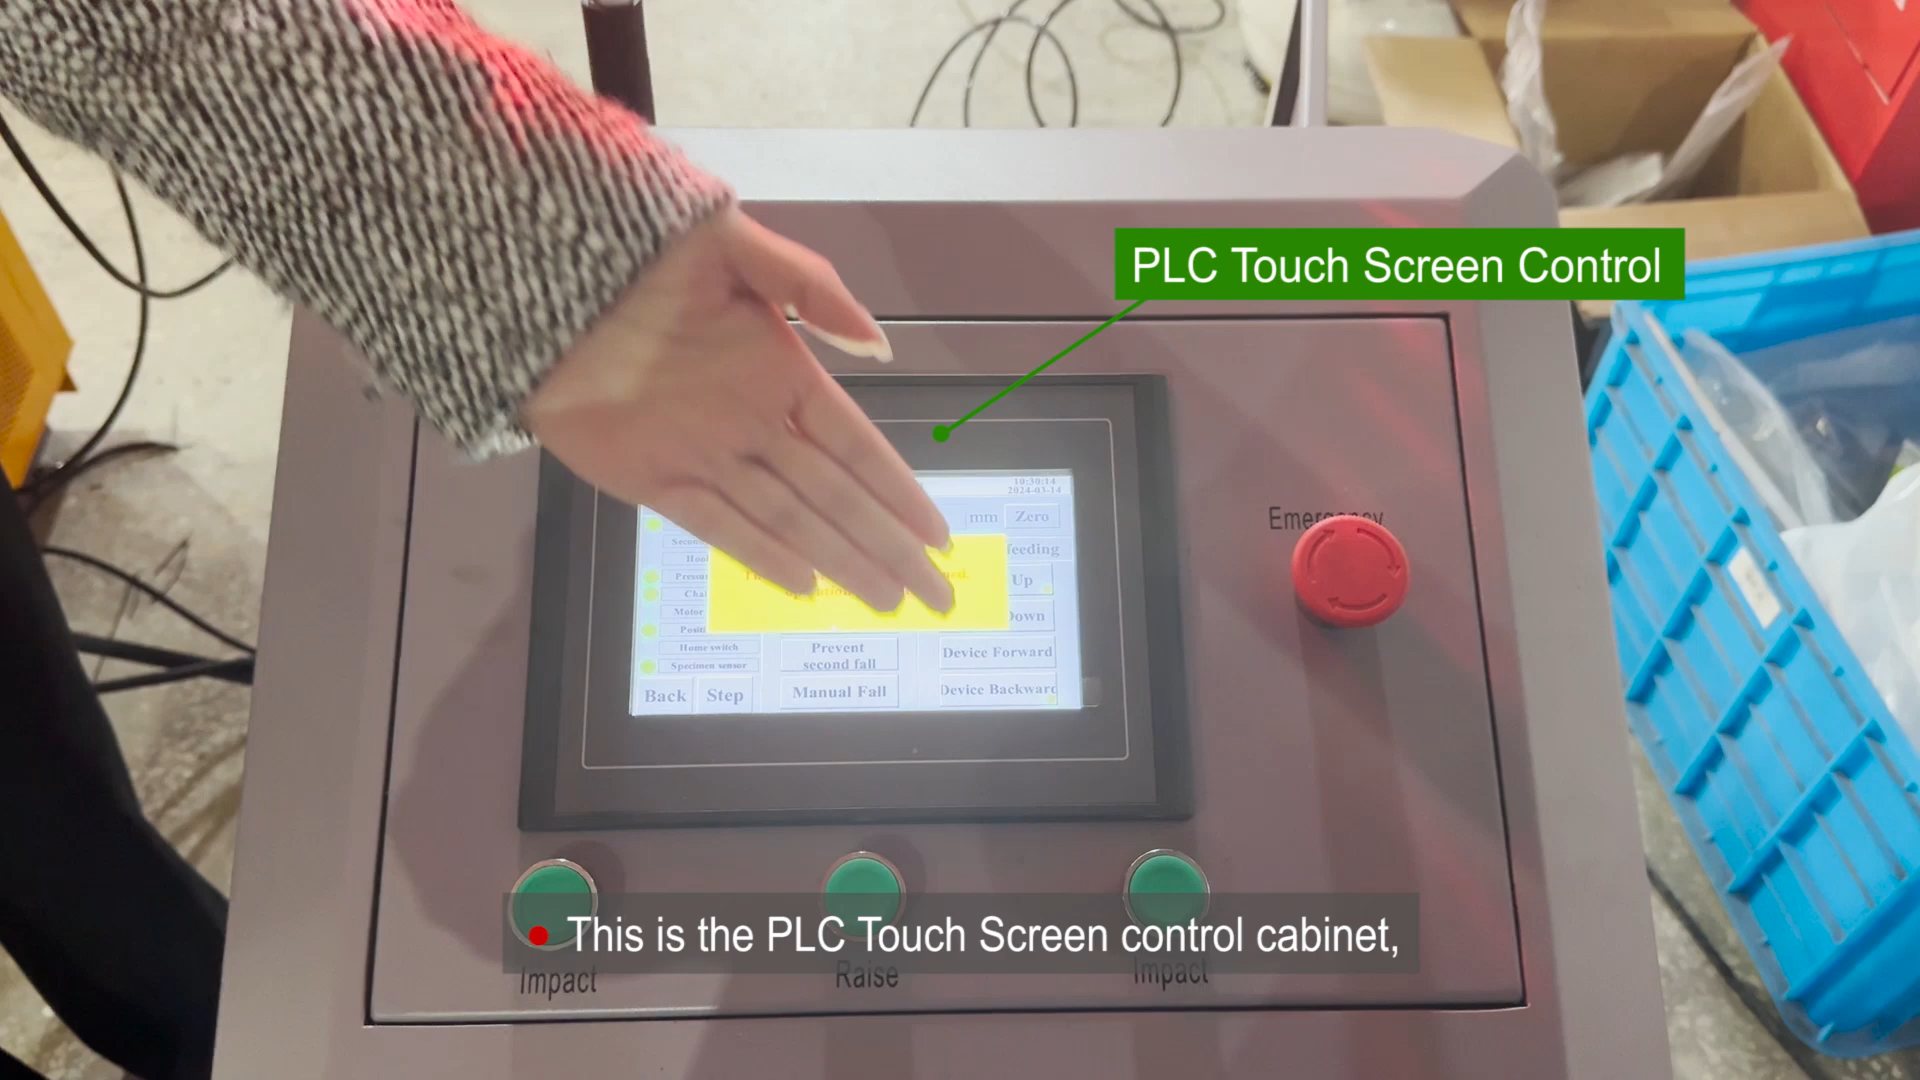 PLC Touch Screen Control
10:30:14
2024-03-14
mm Zero
feeding
Up
Down
Home switch
Prevent
second fall
Device Forward
Specimen sensor
Back Step
Manual Fall
Device Backward
Emergency
This is the PLC Touch Screen control cabinet,
Impact
Raise
Impact